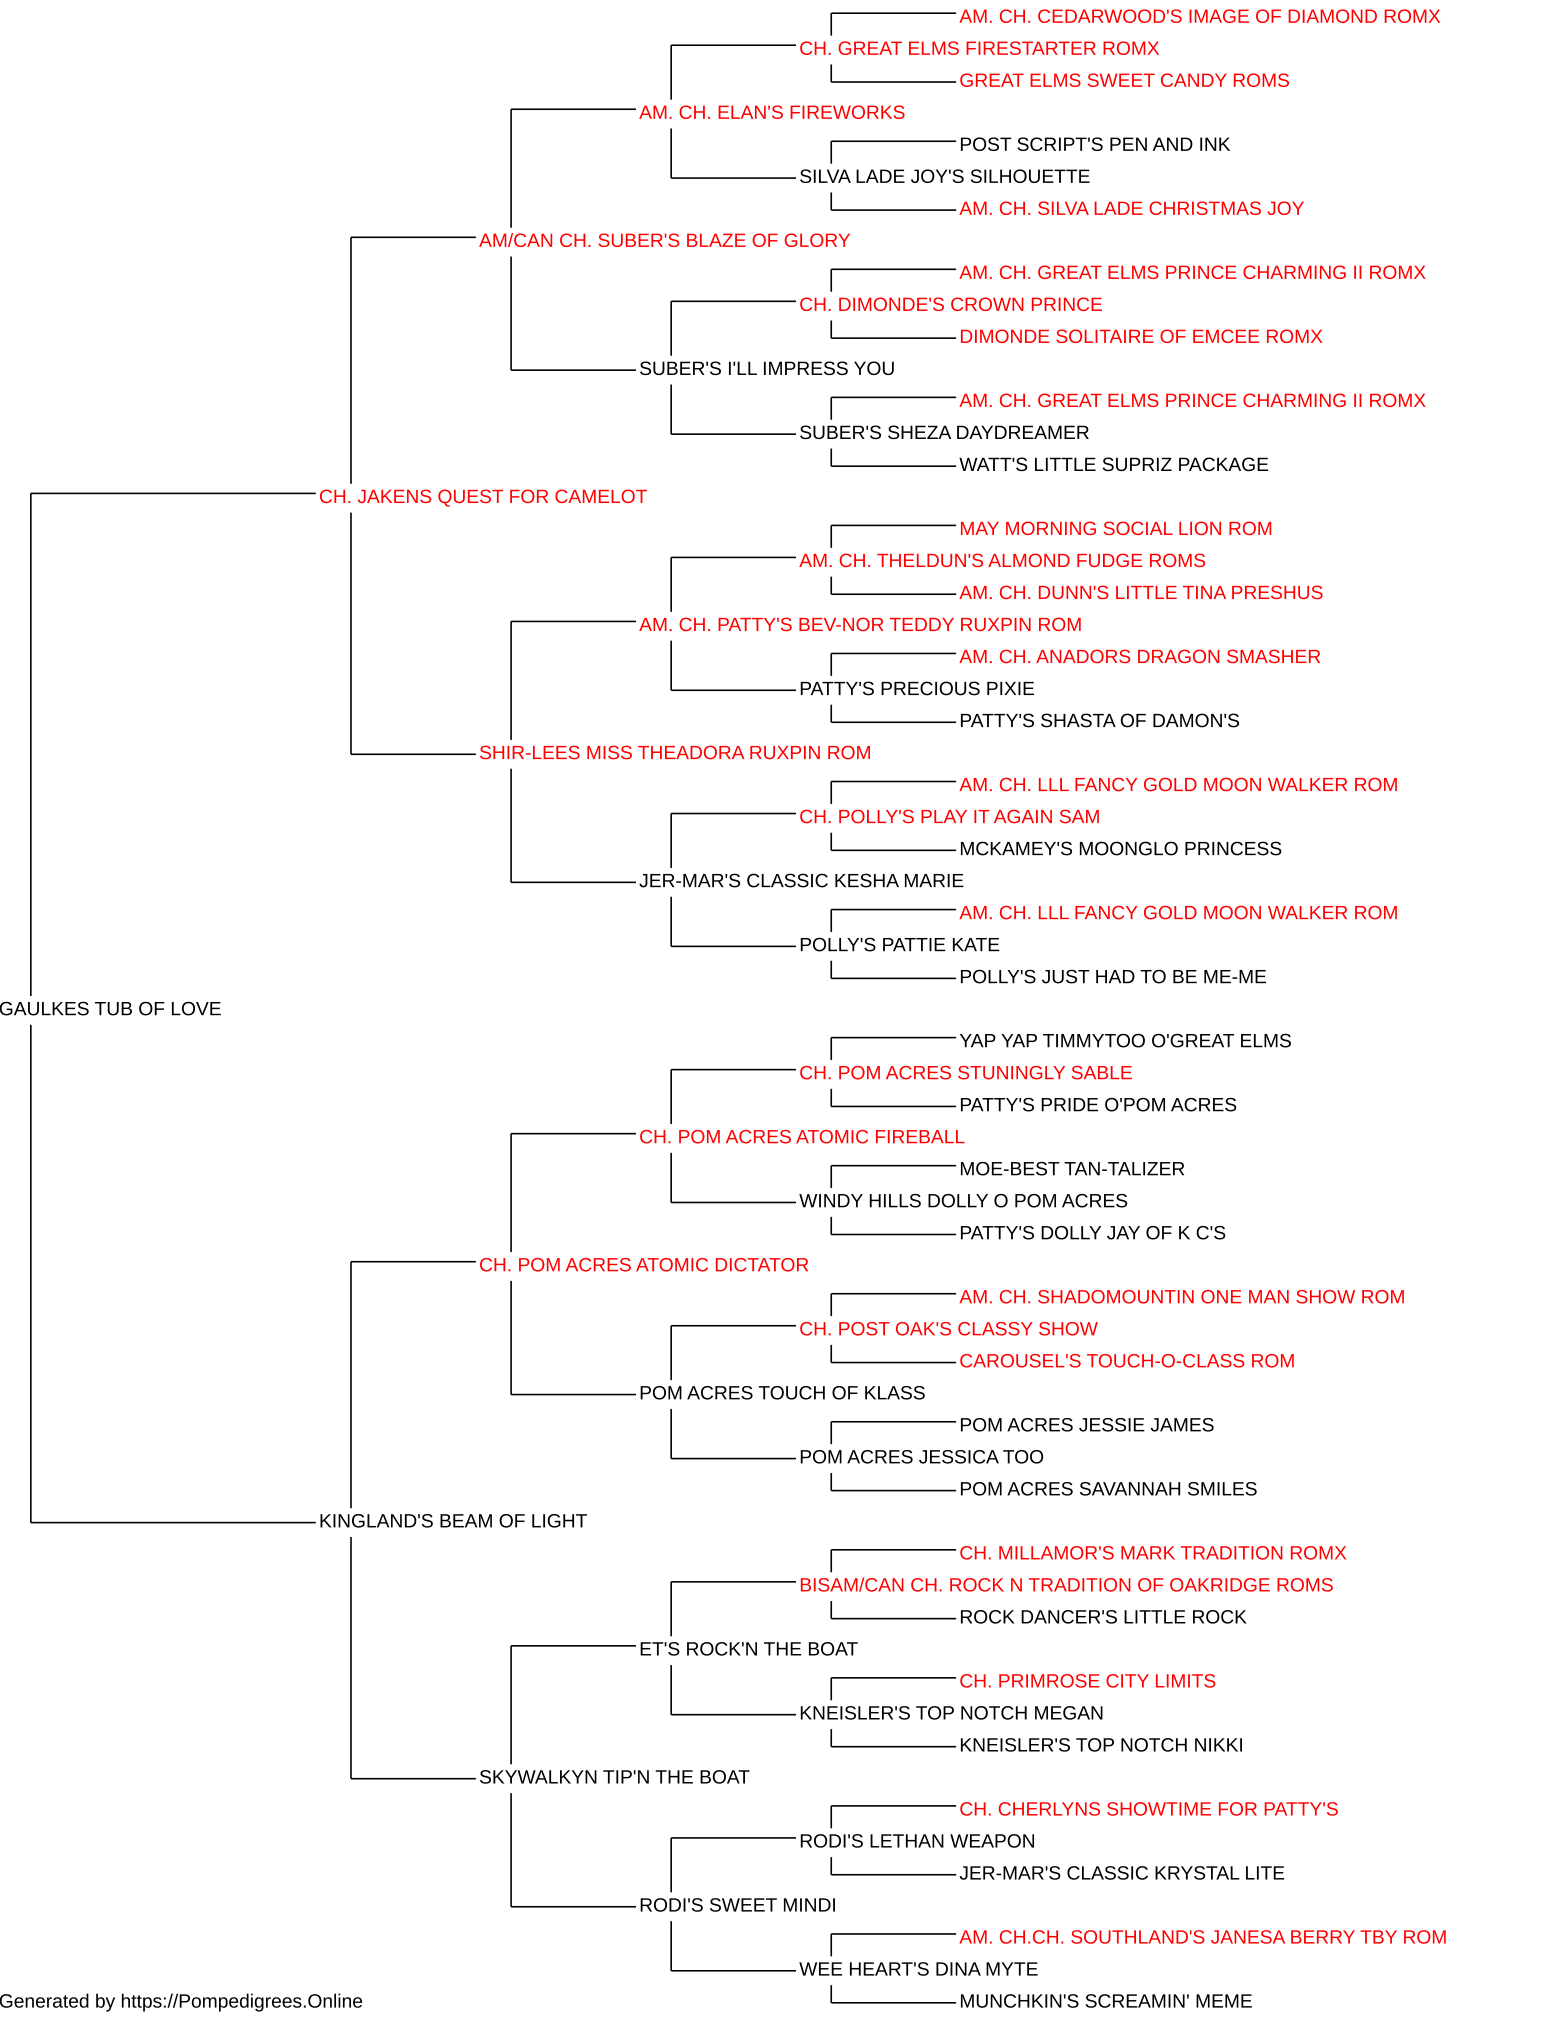 AM. CH. CEDARWOOD'S IMAGE OF DIAMOND ROMX
CH. GREAT ELMS FIRESTARTER ROMX
GREAT ELMS SWEET CANDY ROMS
AM. CH. ELAN'S FIREWORKS
POST SCRIPT'S PEN AND INK
SILVA LADE JOY'S SILHOUETTE
AM. CH. SILVA LADE CHRISTMAS JOY
AM/CAN CH. SUBER'S BLAZE OF GLORY
AM. CH. GREAT ELMS PRINCE CHARMING II ROMX
CH. DIMONDE'S CROWN PRINCE
DIMONDE SOLITAIRE OF EMCEE ROMX
SUBER'S I'LL IMPRESS YOU
AM. CH. GREAT ELMS PRINCE CHARMING II ROMX
SUBER'S SHEZA DAYDREAMER
WATT'S LITTLE SUPRIZ PACKAGE
CH. JAKENS QUEST FOR CAMELOT
MAY MORNING SOCIAL LION ROM
AM. CH. THELDUN'S ALMOND FUDGE ROMS
AM. CH. DUNN'S LITTLE TINA PRESHUS
AM. CH. PATTY'S BEV-NOR TEDDY RUXPIN ROM
AM. CH. ANADORS DRAGON SMASHER
PATTY'S PRECIOUS PIXIE
PATTY'S SHASTA OF DAMON'S
SHIR-LEES MISS THEADORA RUXPIN ROM
AM. CH. LLL FANCY GOLD MOON WALKER ROM
CH. POLLY'S PLAY IT AGAIN SAM
MCKAMEY'S MOONGLO PRINCESS
JER-MAR'S CLASSIC KESHA MARIE
AM. CH. LLL FANCY GOLD MOON WALKER ROM
POLLY'S PATTIE KATE
POLLY'S JUST HAD TO BE ME-ME
GAULKES TUB OF LOVE
YAP YAP TIMMYTOO O'GREAT ELMS
CH. POM ACRES STUNINGLY SABLE
PATTY'S PRIDE O'POM ACRES
CH. POM ACRES ATOMIC FIREBALL
MOE-BEST TAN-TALIZER
WINDY HILLS DOLLY O POM ACRES
PATTY'S DOLLY JAY OF K C'S
CH. POM ACRES ATOMIC DICTATOR
AM. CH. SHADOMOUNTIN ONE MAN SHOW ROM
CH. POST OAK'S CLASSY SHOW
CAROUSEL'S TOUCH-O-CLASS ROM
POM ACRES TOUCH OF KLASS
POM ACRES JESSIE JAMES
POM ACRES JESSICA TOO
POM ACRES SAVANNAH SMILES
KINGLAND'S BEAM OF LIGHT
CH. MILLAMOR'S MARK TRADITION ROMX
BISAM/CAN CH. ROCK N TRADITION OF OAKRIDGE ROMS
ROCK DANCER'S LITTLE ROCK
ET'S ROCK'N THE BOAT
CH. PRIMROSE CITY LIMITS
KNEISLER'S TOP NOTCH MEGAN
KNEISLER'S TOP NOTCH NIKKI
SKYWALKYN TIP'N THE BOAT
CH. CHERLYNS SHOWTIME FOR PATTY'S
RODI'S LETHAN WEAPON
JER-MAR'S CLASSIC KRYSTAL LITE
RODI'S SWEET MINDI
AM. CH.CH. SOUTHLAND'S JANESA BERRY TBY ROM
WEE HEART'S DINA MYTE
MUNCHKIN'S SCREAMIN' MEME
Generated by https://Pompedigrees.Online